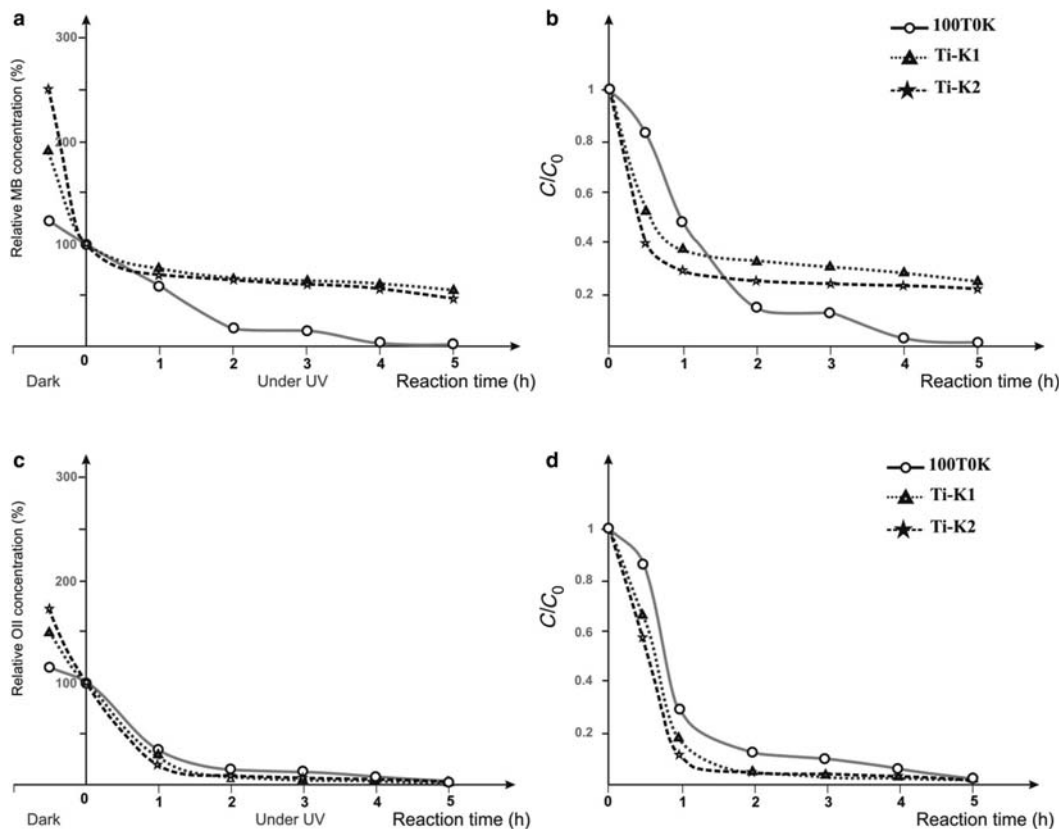 a
Relative MB concentration (%)
300
200
100
0 1 2 3 4 5
Dark Under UV Reaction time (h)
b
C/C0
1
0.8
0.6
0.4
0.2
0 1 2 3 4 5
Reaction time (h)
100T0K
Ti-K1
Ti-K2
c
Relative OII concentration (%)
300
200
100
0 1 2 3 4 5
Dark Under UV Reaction time (h)
d
C/C0
1
0.8
0.6
0.4
0.2
0 1 2 3 4 5
Reaction time (h)
100T0K
Ti-K1
Ti-K2